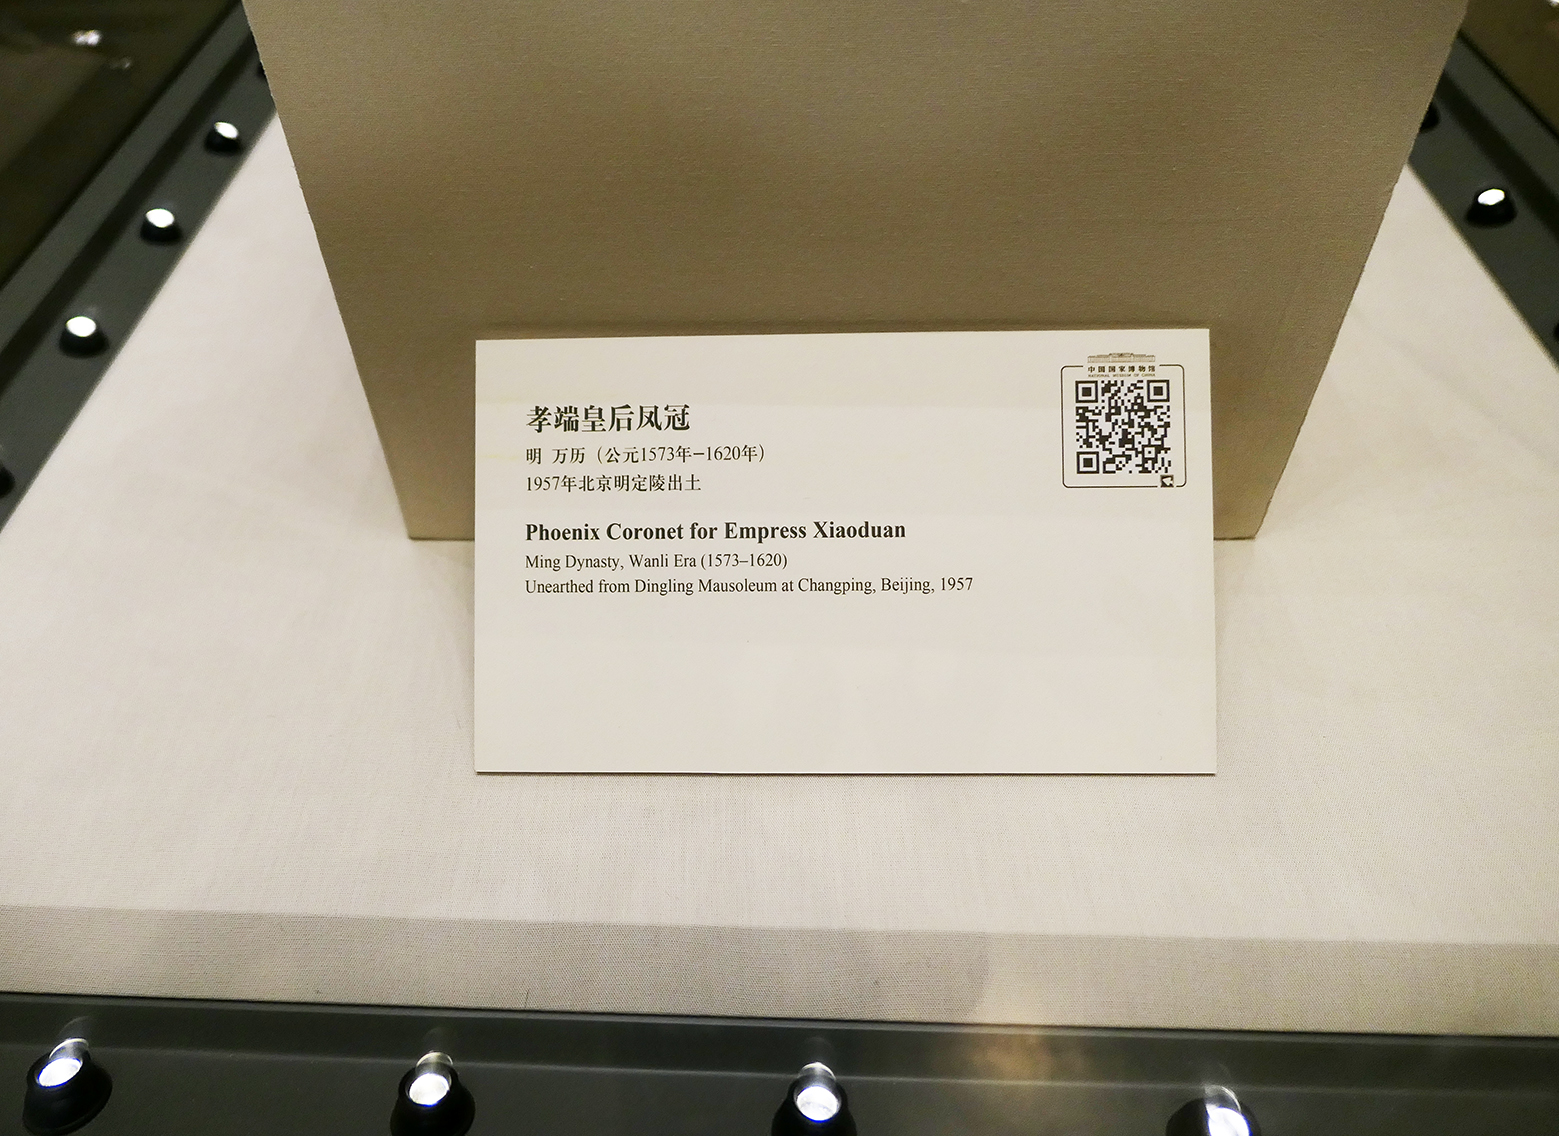 中国国家博物馆
NATIONAL MUSEUM OF CHINA
孝端皇后凤冠
明 万历（公元1573年—1620年）
1957年北京明定陵出土
Phoenix Coronet for Empress Xiaoduan
Ming Dynasty, Wanli Era (1573–1620)
Unearthed from Dingling Mausoleum at Changping, Beijing, 1957